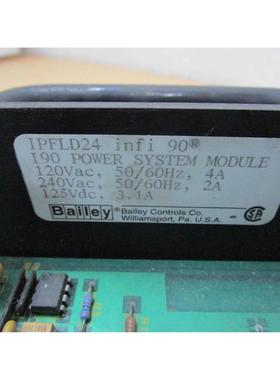 IPFLD24 infi 90®
I90 POWER SYSTEM MODULE
120Vac, 50/60Hz, 4A
240Vac, 50/60Hz, 2A
125Vdc, 3.1A
Bailey® Bailey Controls Co.
Williamsport, Pa. U.S.A.